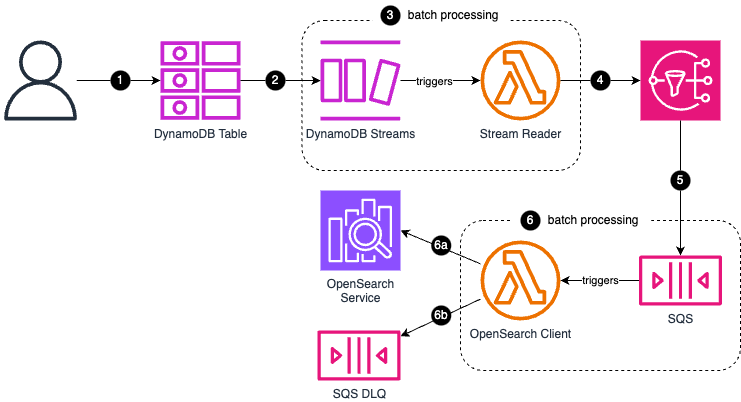 3 batch processing
1
2
triggers
4
DynamoDB Table
DynamoDB Streams
Stream Reader
5
6 batch processing
6a
OpenSearch
Service
triggers
6b
OpenSearch Client
SQS
SQS DLQ